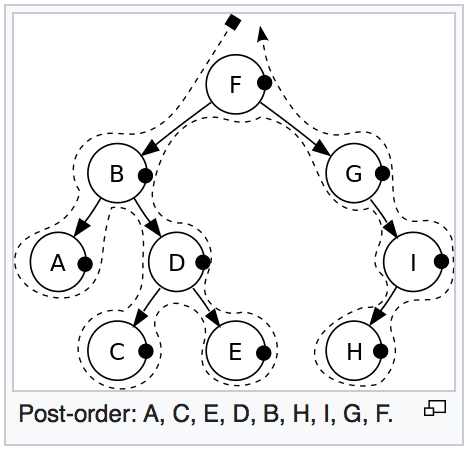 F
B
G
A
D
I
C
E
H
Post-order: A, C, E, D, B, H, I, G, F.